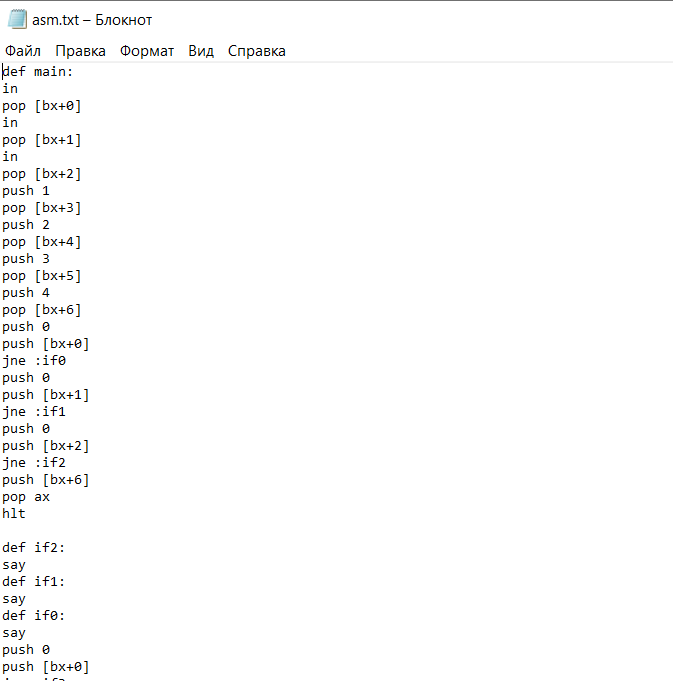 asm.txt – Блокнот
Файл Правка Формат Вид Справка
def main:
in
pop [bx+0]
in
pop [bx+1]
in
pop [bx+2]
push 1
pop [bx+3]
push 2
pop [bx+4]
push 3
pop [bx+5]
push 4
pop [bx+6]
push 0
push [bx+0]
jne :if0
push 0
push [bx+1]
jne :if1
push 0
push [bx+2]
jne :if2
push [bx+6]
pop ax
hlt
def if2:
say
def if1:
say
def if0:
say
push 0
push [bx+0]